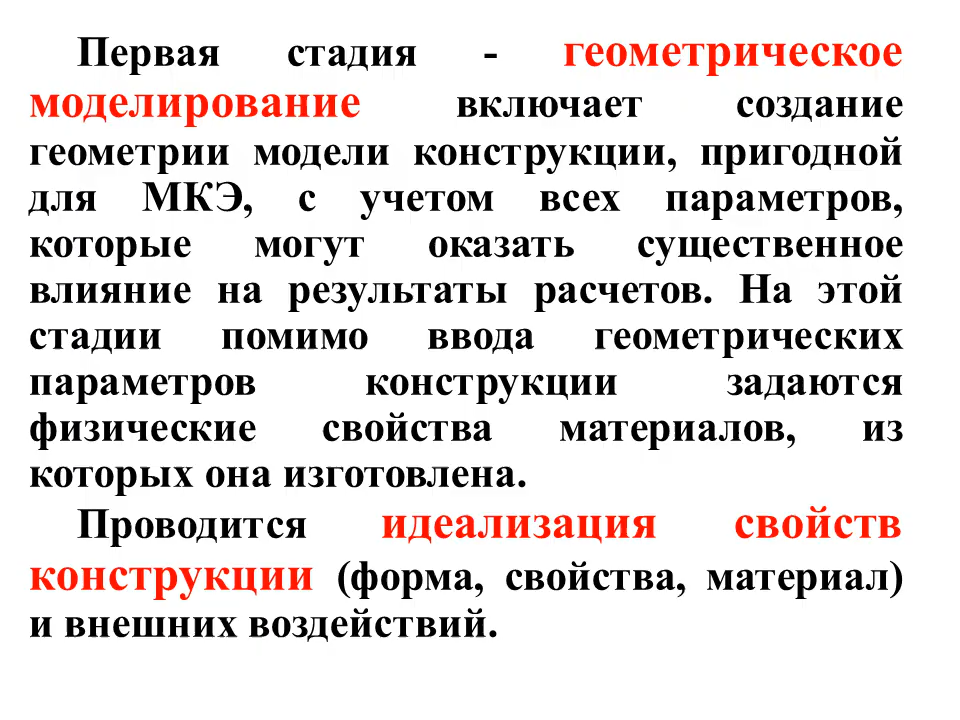 Первая стадия - геометрическое
моделирование включает создание
геометрии модели конструкции, пригодной
для МКЭ, с учетом всех параметров,
которые могут оказать существенное
влияние на результаты расчетов. На этой
стадии помимо ввода геометрических
параметров конструкции задаются
физические свойства материалов, из
которых она изготовлена.
Проводится идеализация свойств
конструкции (форма, свойства, материал)
и внешних воздействий.